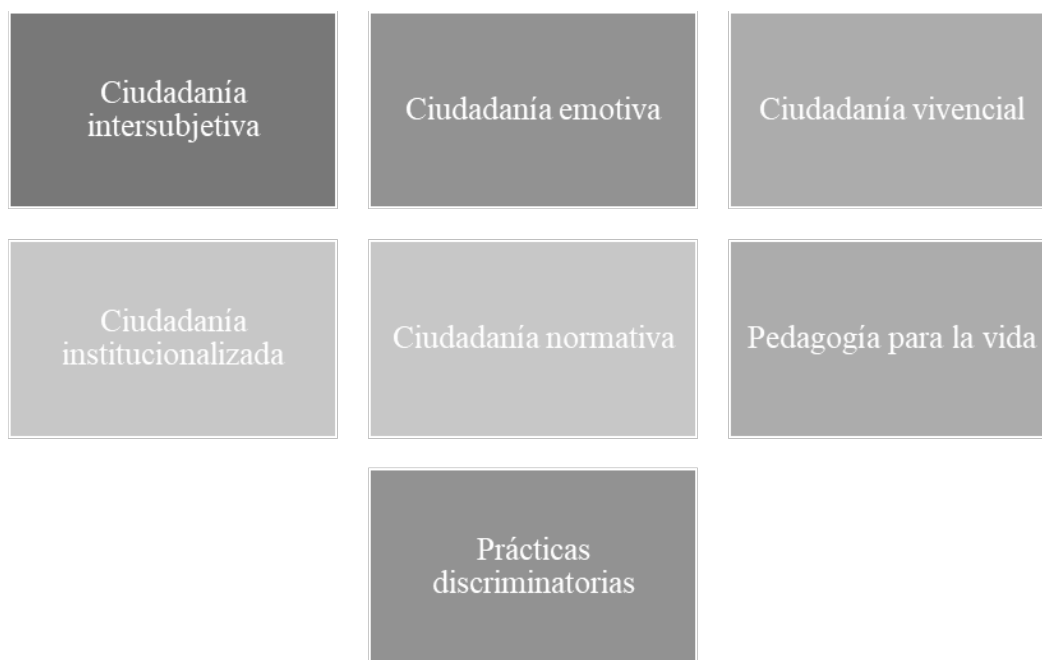 Ciudadanía
intersubjetiva
Ciudadanía emotiva
Ciudadanía vivencial
Ciudadanía
institucionalizada
Ciudadanía normativa
Pedagogía para la vida
Prácticas
discriminatorias